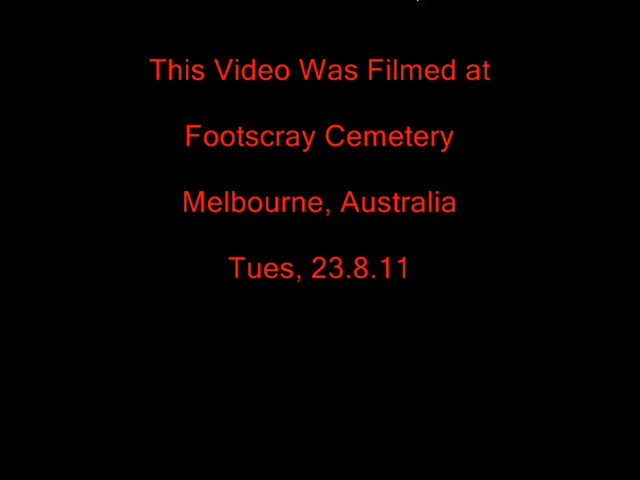 This Video Was Filmed at
Footscray Cemetery
Melbourne, Australia
Tues, 23.8.11